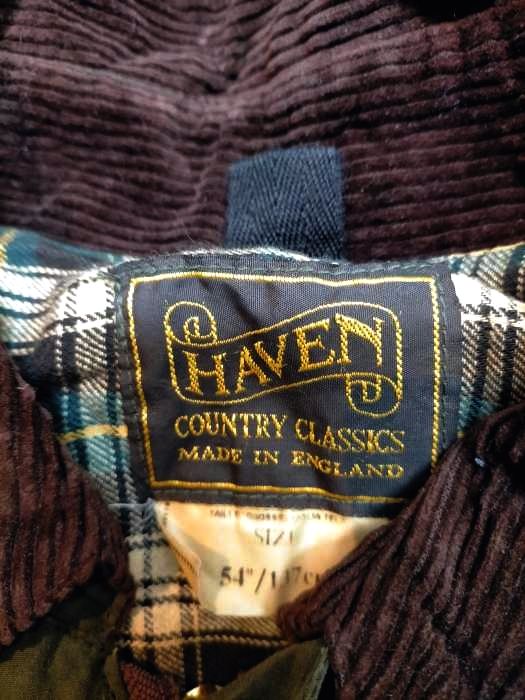 HAVEN
COUNTRY CLASSICS
MADE IN ENGLAND
SIZE
54"/137cm